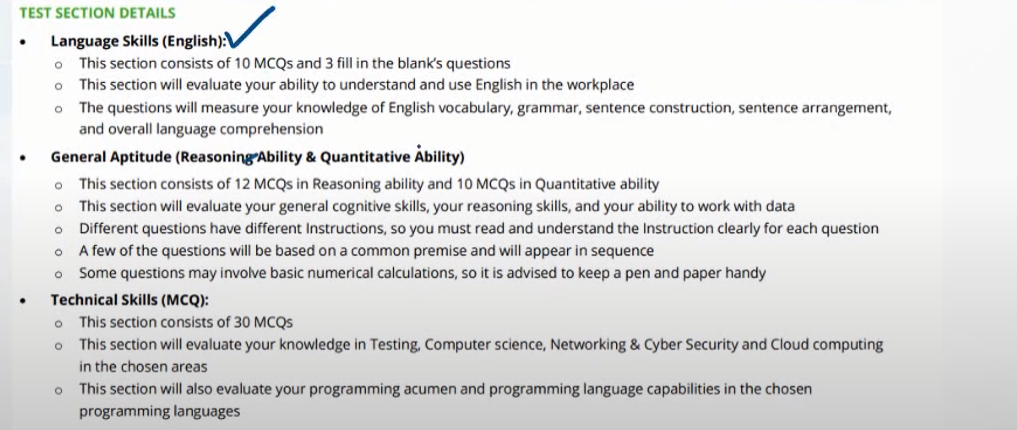 TEST SECTION DETAILS
• Language Skills (English):
o This section consists of 10 MCQs and 3 fill in the blank's questions
o This section will evaluate your ability to understand and use English in the workplace
o The questions will measure your knowledge of English vocabulary, grammar, sentence construction, sentence arrangement,
and overall language comprehension
• General Aptitude (Reasoning Ability & Quantitative Ability)
o This section consists of 12 MCQs in Reasoning ability and 10 MCQs in Quantitative ability
o This section will evaluate your general cognitive skills, your reasoning skills, and your ability to work with data
o Different questions have different Instructions, so you must read and understand the Instruction clearly for each question
o A few of the questions will be based on a common premise and will appear in sequence
o Some questions may involve basic numerical calculations, so it is advised to keep a pen and paper handy
• Technical Skills (MCQ):
o This section consists of 30 MCQs
o This section will evaluate your knowledge in Testing, Computer science, Networking & Cyber Security and Cloud computing
in the chosen areas
o This section will also evaluate your programming acumen and programming language capabilities in the chosen
programming languages